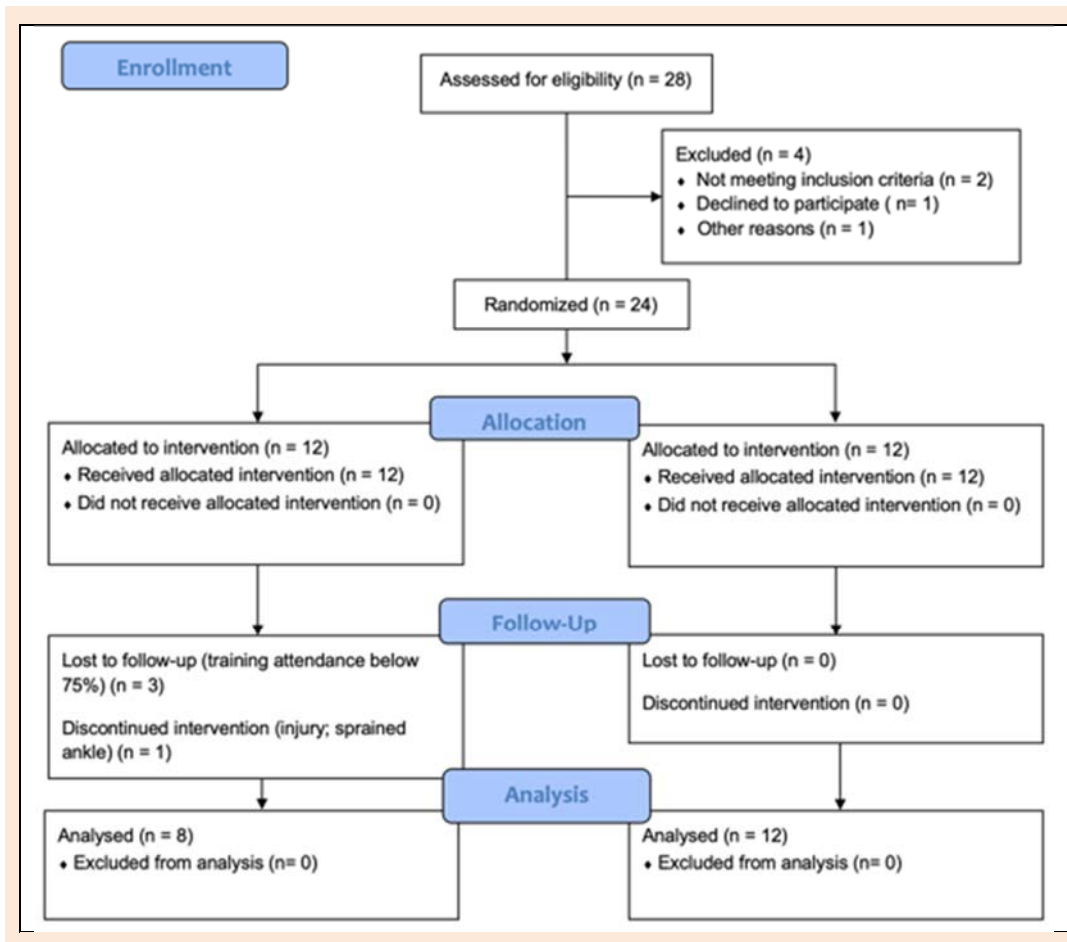 Enrollment
Assessed for eligibility (n = 28)
Excluded (n = 4)
♦ Not meeting inclusion criteria (n = 2)
♦ Declined to participate ( n= 1)
♦ Other reasons (n = 1)
Randomized (n = 24)
Allocation
Allocated to intervention (n = 12)
♦ Received allocated intervention (n = 12)
♦ Did not receive allocated intervention (n = 0)
Allocated to intervention (n = 12)
♦ Received allocated intervention (n = 12)
♦ Did not receive allocated intervention (n = 0)
Follow-Up
Lost to follow-up (training attendance below
75%) (n = 3)
Discontinued intervention (injury; sprained
ankle) (n = 1)
Lost to follow-up (n = 0)
Discontinued intervention (n = 0)
Analysis
Analysed (n = 8)
♦ Excluded from analysis (n= 0)
Analysed (n = 12)
♦ Excluded from analysis (n= 0)